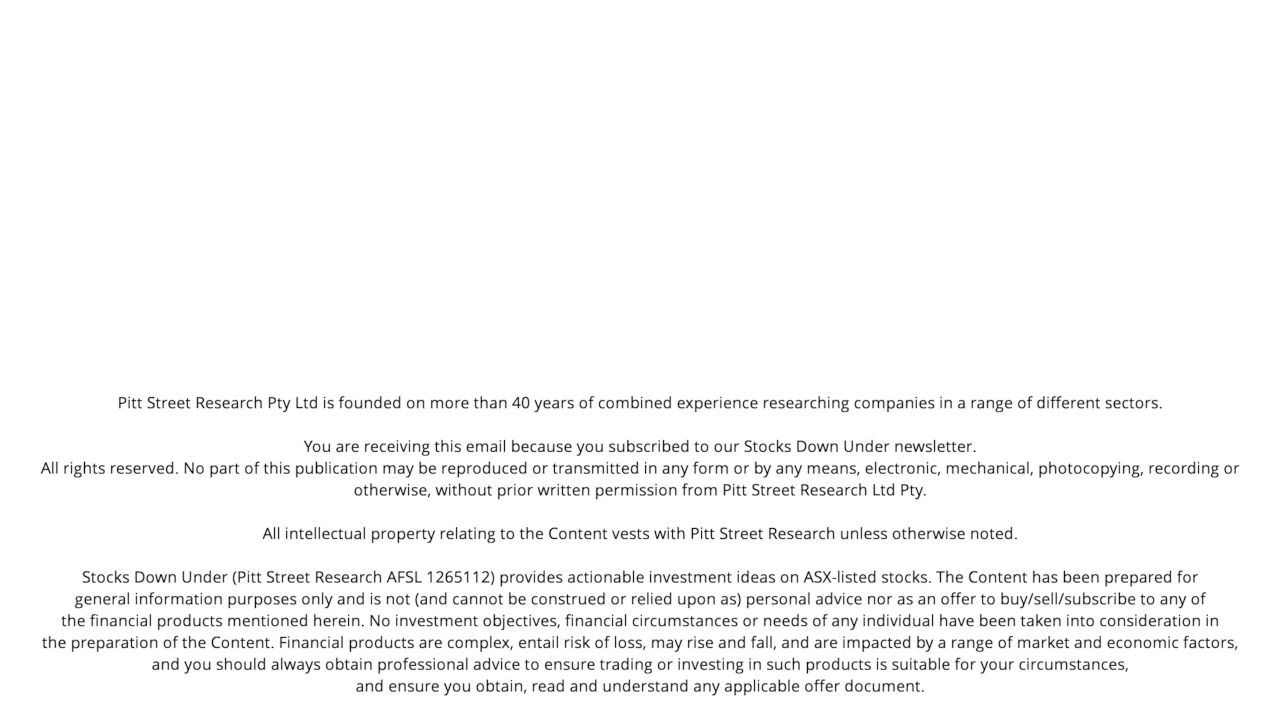 Pitt Street Research Pty Ltd is founded on more than 40 years of combined experience researching companies in a range of different sectors.
You are receiving this email because you subscribed to our Stocks Down Under newsletter.
All rights reserved. No part of this publication may be reproduced or transmitted in any form or by any means, electronic, mechanical, photocopying, recording or
otherwise, without prior written permission from Pitt Street Research Ltd Pty.
All intellectual property relating to the Content vests with Pitt Street Research unless otherwise noted.
Stocks Down Under (Pitt Street Research AFSL 1265112) provides actionable investment ideas on ASX-listed stocks. The Content has been prepared for
general information purposes only and is not (and cannot be construed or relied upon as) personal advice nor as an offer to buy/sell/subscribe to any of
the financial products mentioned herein. No investment objectives, financial circumstances or needs of any individual have been taken into consideration in
the preparation of the Content. Financial products are complex, entail risk of loss, may rise and fall, and are impacted by a range of market and economic factors,
and you should always obtain professional advice to ensure trading or investing in such products is suitable for your circumstances,
and ensure you obtain, read and understand any applicable offer document.